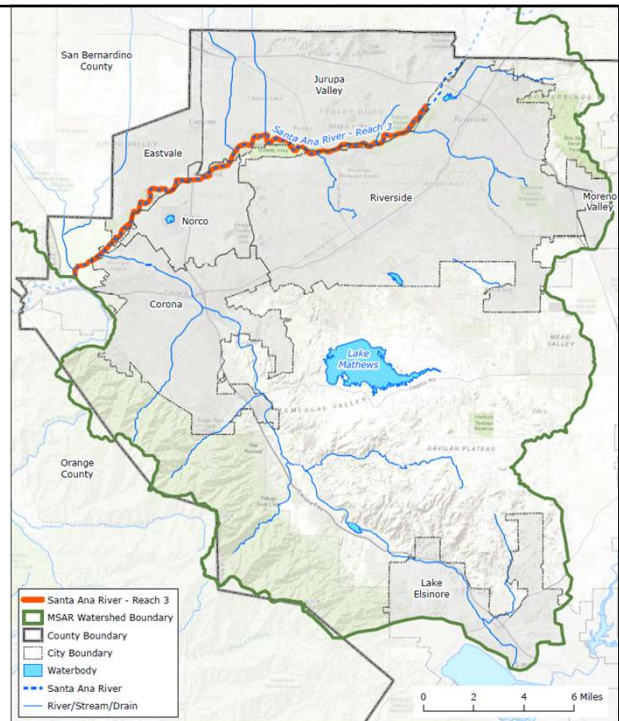 San Bernardino
County
Jurupa
Valley
Santa Ana River - Reach 3
Riverside
Eastvale
Norco
Riverside
Moreno
Valley
Corona
Lake
Mathews
MEAD
VALLEY
GAVILAN PLATEAU
Orange
County
Lake
Elsinore
Santa Ana River - Reach 3
MSAR Watershed Boundary
County Boundary
City Boundary
Waterbody
Santa Ana River
River/Stream/Drain
0 2 4 6 Miles